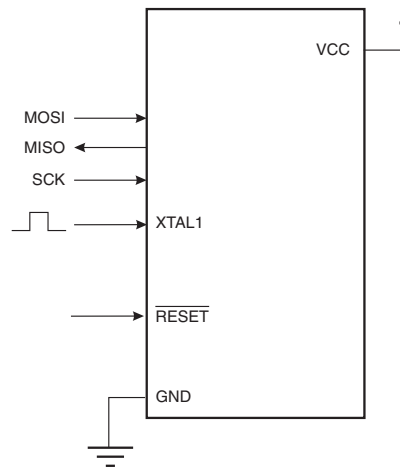 VCC
MOSI
MISO
SCK
XTAL1
RESET
GND